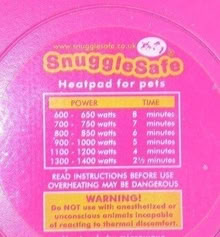 www.snugglesafe.co.uk
SnuggleSafe
Heatpad for pets
POWER TIME
600 - 650 watts 8 minutes
700 - 750 watts 7 minutes
800 - 850 watts 6 minutes
900 - 1000 watts 5 minutes
1100 - 1200 watts 4 minutes
1300 - 1400 watts 2½ minutes
READ INSTRUCTIONS BEFORE USE
OVERHEATING MAY BE DANGEROUS
WARNING!
Do NOT use with anesthetized or
unconscious animals incapable
of reacting to thermal discomfort.